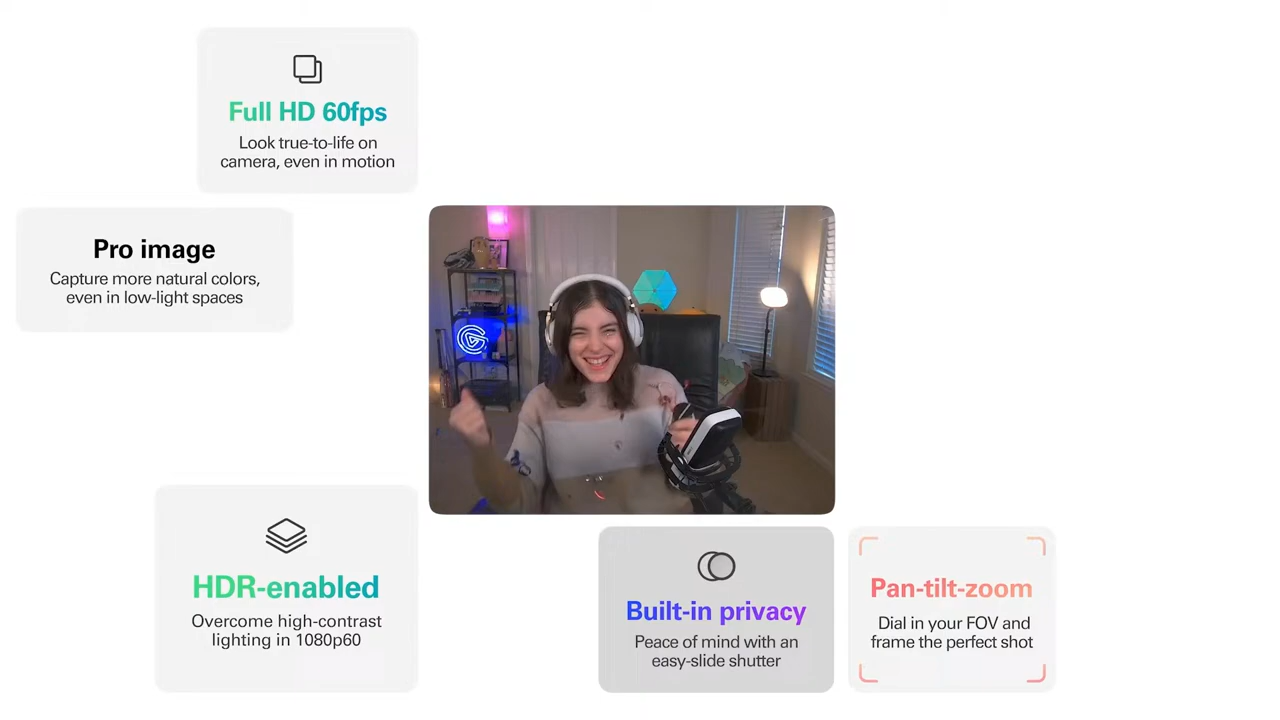 Full HD 60fps
Look true-to-life on
camera, even in motion
Pro image
Capture more natural colors,
even in low-light spaces
HDR-enabled
Overcome high-contrast
lighting in 1080p60
Built-in privacy
Peace of mind with an
easy-slide shutter
Pan-tilt-zoom
Dial in your FOV and
frame the perfect shot